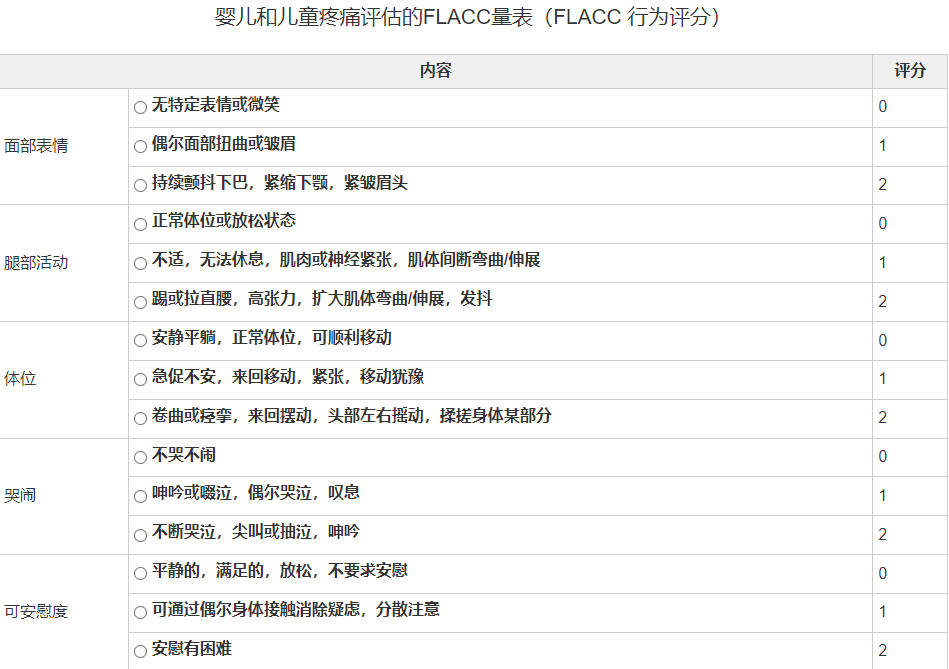 婴儿和儿童疼痛评估的FLACC量表（FLACC 行为评分）
内容 评分
面部表情
无特定表情或微笑 0
偶尔面部扭曲或皱眉 1
持续颤抖下巴，紧缩下颚，紧皱眉头 2
腿部活动
正常体位或放松状态 0
不适，无法休息，肌肉或神经紧张，肌体间断弯曲/伸展 1
踢或拉直腰，高张力，扩大肌体弯曲/伸展，发抖 2
体位
安静平躺，正常体位，可顺利移动 0
急促不安，来回移动，紧张，移动犹豫 1
卷曲或痉挛，来回摆动，头部左右摇动，揉搓身体某部分 2
哭闹
不哭不闹 0
呻吟或啜泣，偶尔哭泣，叹息 1
不断哭泣，尖叫或抽泣，呻吟 2
可安慰度
平静的，满足的，放松，不要求安慰 0
可通过偶尔身体接触消除疑虑，分散注意 1
安慰有困难 2